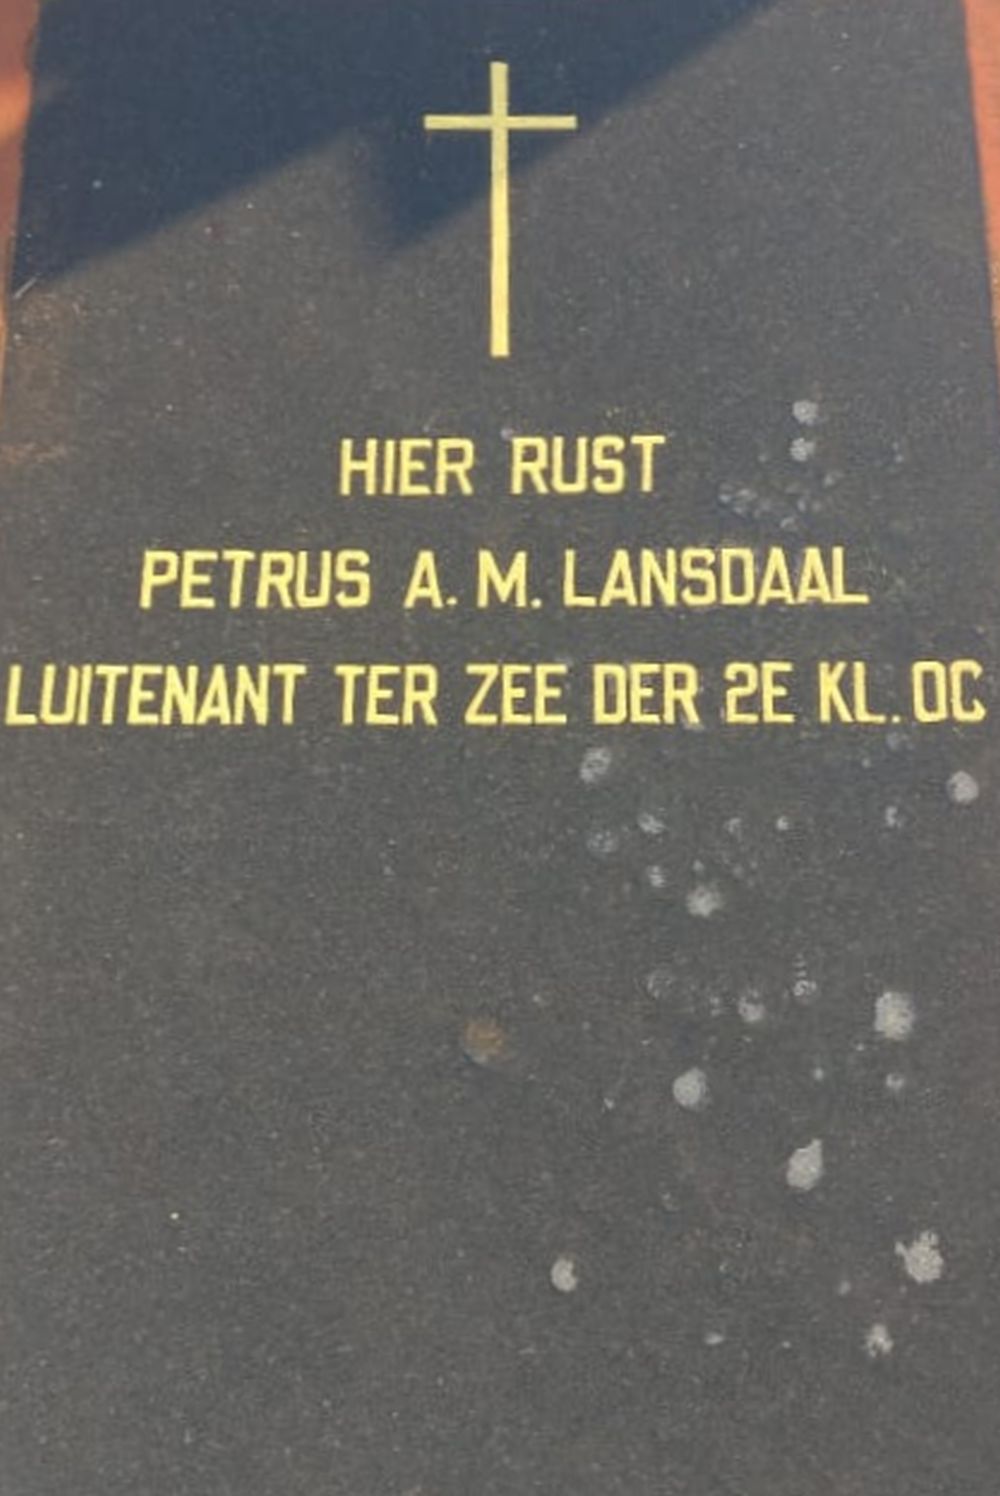 HIER RUST
PETRUS A. M. LANSDAAL
LUITENANT TER ZEE DER 2E KL. OC